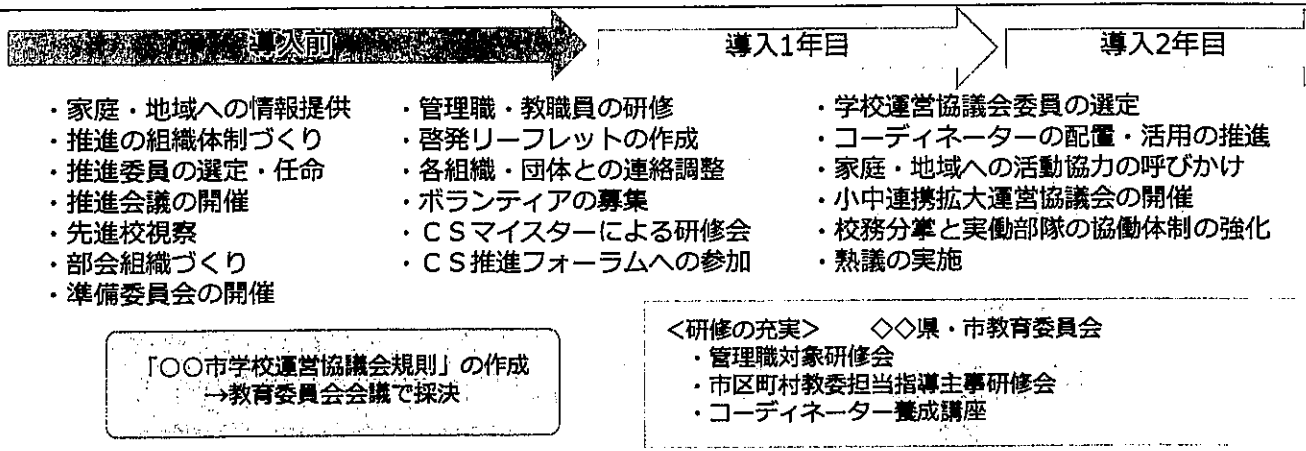 導入前
導入1年目
導入2年目
・家庭・地域への情報提供
・推進の組織体制づくり
・推進委員の選定・任命
・推進会議の開催
・先進校視察
・部会組織づくり
・準備委員会の開催
・管理職・教職員の研修
・啓発リーフレットの作成
・各組織・団体との連絡調整
・ボランティアの募集
・ＣＳマイスターによる研修会
・ＣＳ推進フォーラムへの参加
・学校運営協議会委員の選定
・コーディネーターの配置・活用の推進
・家庭・地域への活動協力の呼びかけ
・小中連携拡大運営協議会の開催
・校務分掌と実働部隊の協働体制の強化
・熟議の実施
「〇〇市学校運営協議会規則」の作成
→教育委員会会議で採決
＜研修の充実＞　◇◇県・市教育委員会
・管理職対象研修会
・市区町村教委担当指導主事研修会
・コーディネーター養成講座